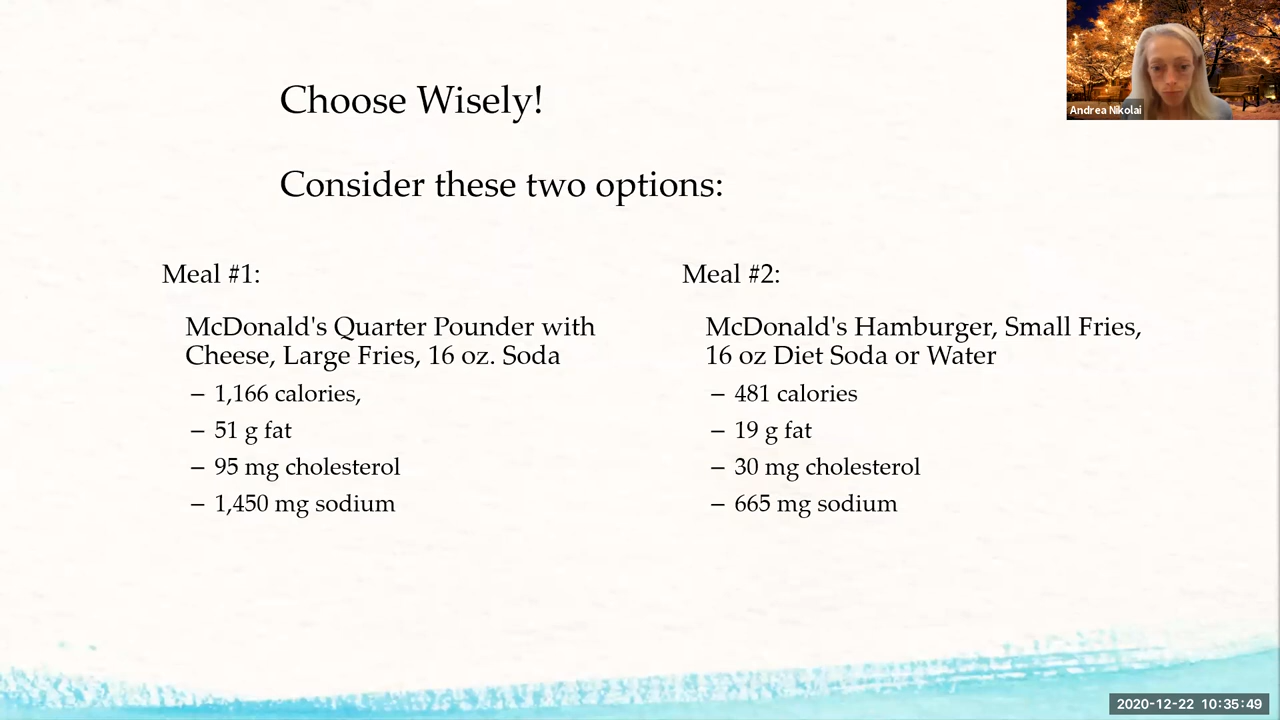 Choose Wisely!
Consider these two options:
Meal #1:
McDonald's Quarter Pounder with
Cheese, Large Fries, 16 oz. Soda
– 1,166 calories,
– 51 g fat
– 95 mg cholesterol
– 1,450 mg sodium
Meal #2:
McDonald's Hamburger, Small Fries,
16 oz Diet Soda or Water
– 481 calories
– 19 g fat
– 30 mg cholesterol
– 665 mg sodium
Andrea Nikolai
2020-12-22 10:35:49